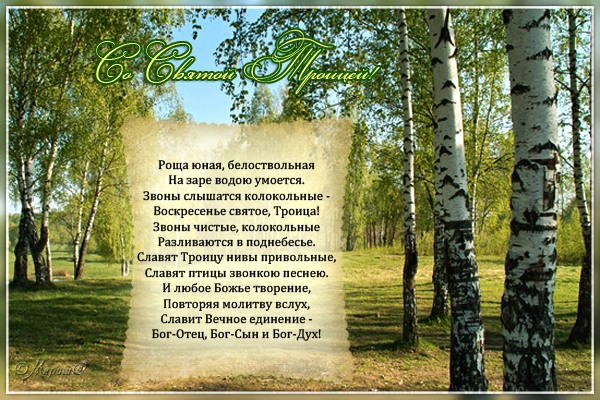 Со Святой Троицей!
Роща юная, белоствольная
На заре водою умоется.
Звоны слышатся колокольные -
Воскресенье святое, Троица!
Звоны чистые, колокольные
Разливаются в поднебесье.
Славят Троицу нивы привольные,
Славят птицы звонкою песнею.
И любое Божье творение,
Повторяя молитву вслух,
Славит Вечное единение -
Бог-Отец, Бог-Сын и Бог-Дух!